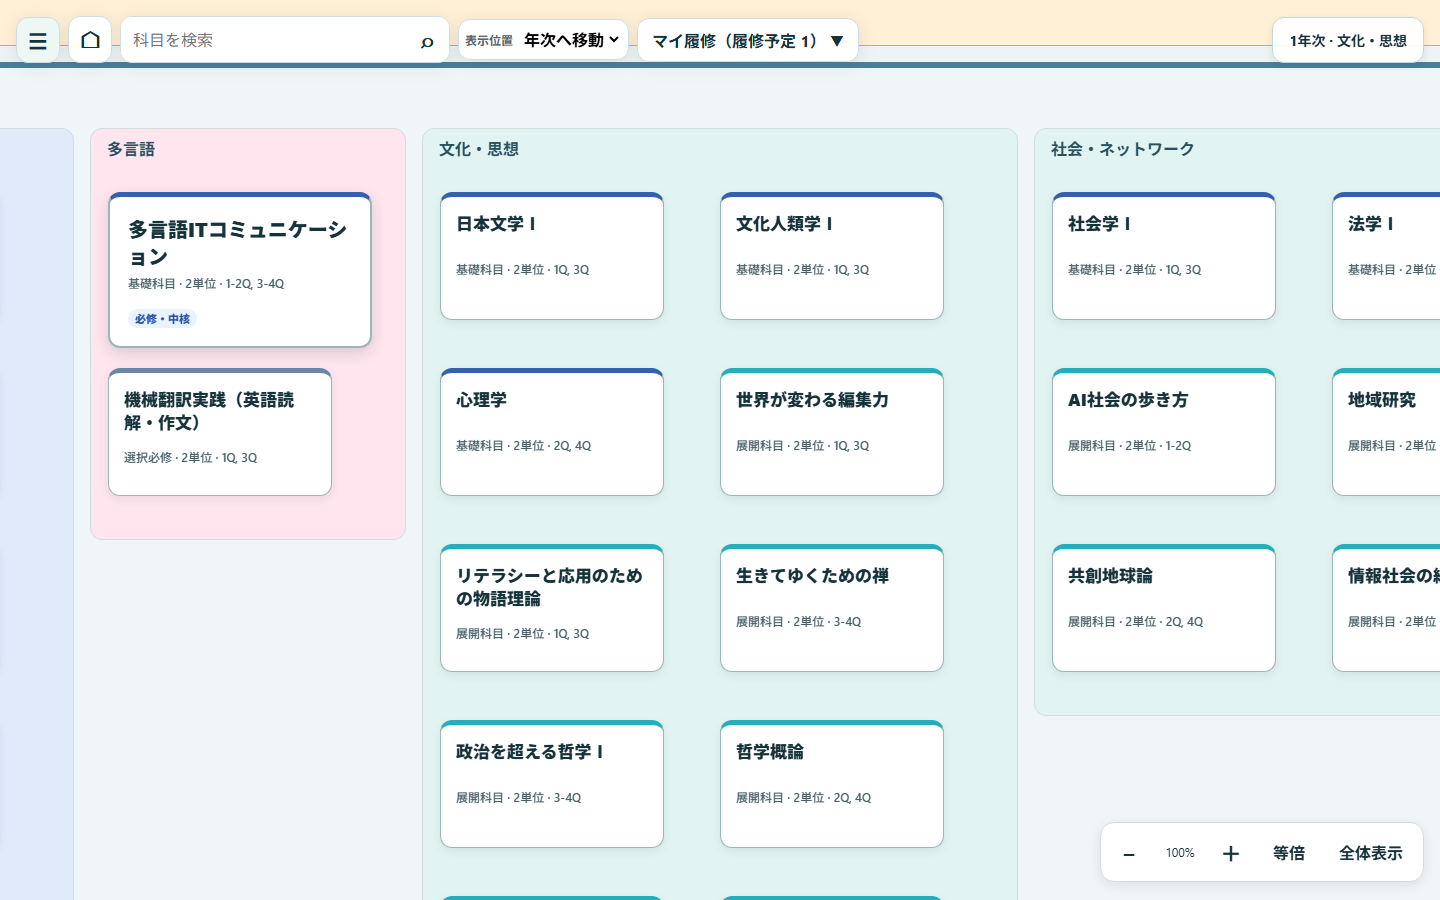 科目を検索
表示位置 年次へ移動
マイ履修（履修予定 1） ▼
1年次 · 文化・思想
多言語
多言語ITコミュニケーシ
ョン
基礎科目 · 2単位 · 1-2Q, 3-4Q
必修・中核
機械翻訳実践（英語読
解・作文）
選択必修 · 2単位 · 1Q, 3Q
文化・思想
日本文学Ⅰ
基礎科目 · 2単位 · 1Q, 3Q
文化人類学Ⅰ
基礎科目 · 2単位 · 1Q, 3Q
心理学
基礎科目 · 2単位 · 2Q, 4Q
世界が変わる編集力
展開科目 · 2単位 · 1Q, 3Q
リテラシーと応用のため
の物語理論
展開科目 · 2単位 · 1Q, 3Q
生きてゆくための禅
展開科目 · 2単位 · 3-4Q
政治を超える哲学Ⅰ
展開科目 · 2単位 · 3-4Q
哲学概論
展開科目 · 2単位 · 2Q, 4Q
社会・ネットワーク
社会学Ⅰ
基礎科目 · 2単位 · 1Q, 3Q
法学Ⅰ
基礎科目 · 2単位
AI社会の歩き方
展開科目 · 2単位 · 1-2Q
地域研究
展開科目 · 2単位
共創地球論
展開科目 · 2単位 · 2Q, 4Q
情報社会の
展開科目 · 2単位
− 100% + 等倍 全体表示